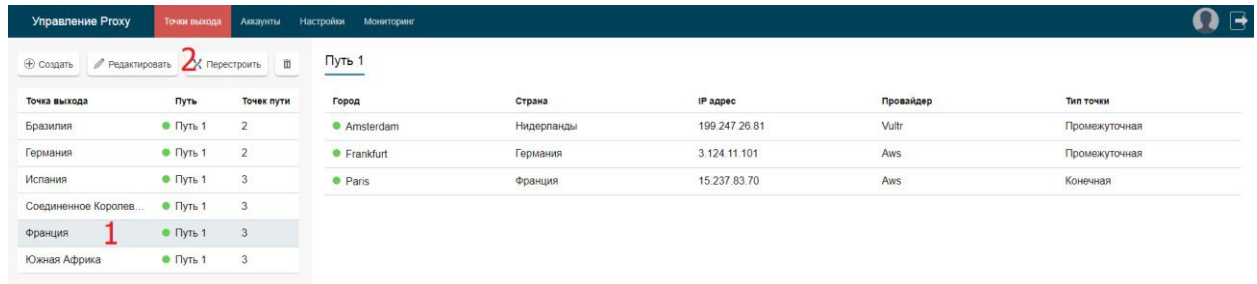 Управление Proxy Точки выхода Аккаунты Настройки Мониторинг
Создать Редактировать 2 Перестроить
Точка выхода Путь Точек пути
Бразилия Путь 1 2
Германия Путь 1 2
Испания Путь 1 3
Соединенное Королев... Путь 1 3
Франция 1 Путь 1 3
Южная Африка Путь 1 3
Путь 1
Город Страна IP адрес Провайдер Тип точки
Amsterdam Нидерланды 199.247.26.81 Vultr Промежуточная
Frankfurt Германия 3.124.11.101 Aws Промежуточная
Paris Франция 15.237.83.70 Aws Конечная